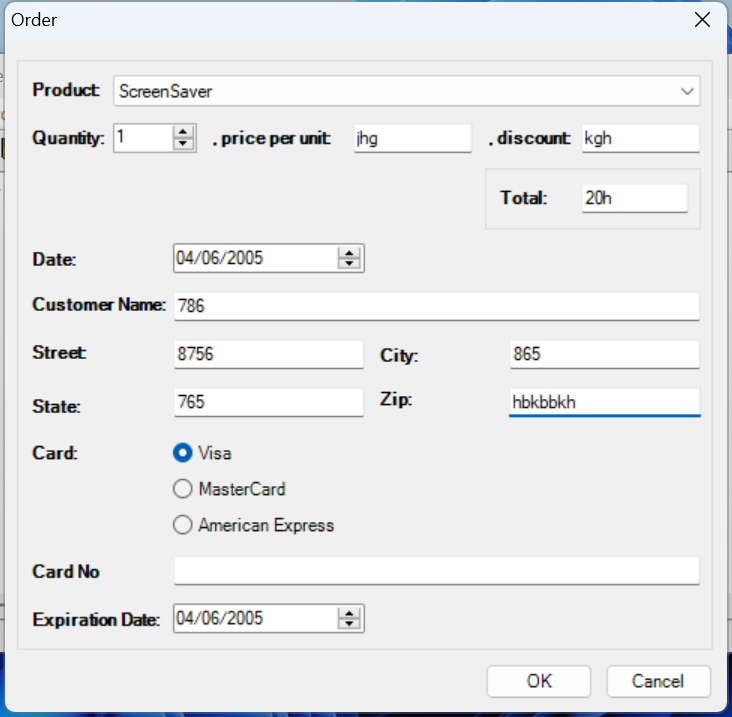 Order
Product: ScreenSaver
Quantity: 1 , price per unit: jhg , discount: kgh
Total: 20h
Date: 04/06/2005
Customer Name: 786
Street: 8756 City: 865
State: 765 Zip: hbkbbkh
Card: Visa
MasterCard
American Express
Card No
Expiration Date: 04/06/2005
OK Cancel